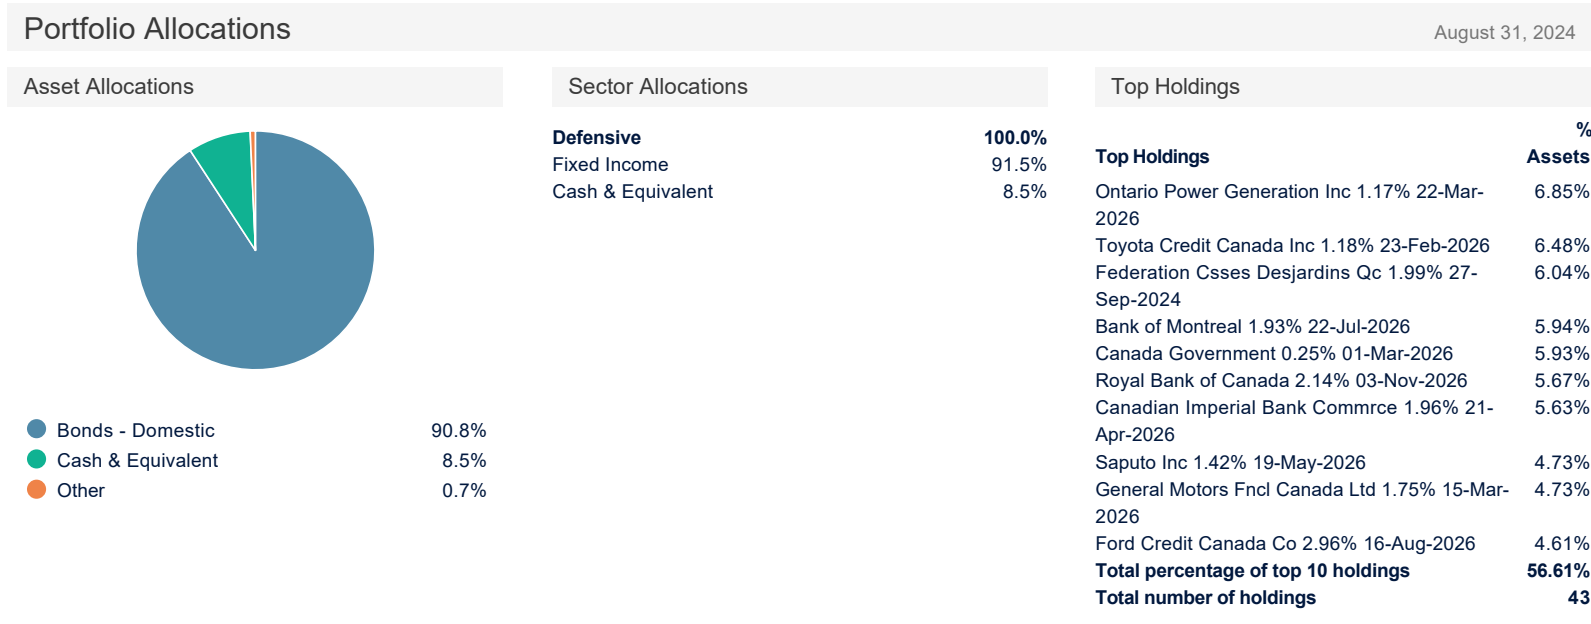 Portfolio Allocations
August 31, 2024
Asset Allocations
Bonds - Domestic 90.8%
Cash & Equivalent 8.5%
Other 0.7%
Sector Allocations
Defensive 100.0%
Fixed Income 91.5%
Cash & Equivalent 8.5%
Top Holdings
%
Top Holdings Assets
Ontario Power Generation Inc 1.17% 22-Mar- 6.85%
2026
Toyota Credit Canada Inc 1.18% 23-Feb-2026 6.48%
Federation Csses Desjardins Qc 1.99% 27- 6.04%
Sep-2024
Bank of Montreal 1.93% 22-Jul-2026 5.94%
Canada Government 0.25% 01-Mar-2026 5.93%
Royal Bank of Canada 2.14% 03-Nov-2026 5.67%
Canadian Imperial Bank Commrce 1.96% 21- 5.63%
Apr-2026
Saputo Inc 1.42% 19-May-2026 4.73%
General Motors Fncl Canada Ltd 1.75% 15-Mar- 4.73%
2026
Ford Credit Canada Co 2.96% 16-Aug-2026 4.61%
Total percentage of top 10 holdings 56.61%
Total number of holdings 43